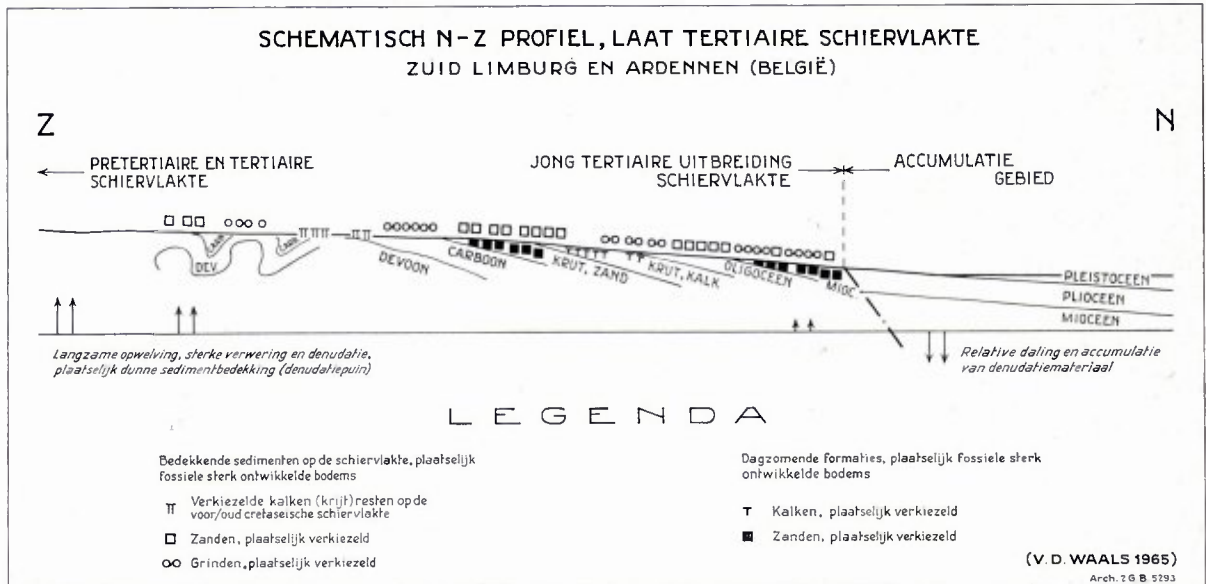 SCHEMATISCH N-Z PROFIEL, LAAT TERTIAIRE SCHIERVLAKTE
ZUID LIMBURG EN ARDENNEN (BELGIË)
Z
N
PRETERTIAIRE EN TERTIAIRE
SCHIERVLAKTE
JONG TERTIAIRE UITBREIDING
SCHIERVLAKTE
ACCUMULATIE
GEBIED
CARB
CARB
DEV.
DEVOON
CARBOON
KRIJT, ZAND
KRIJT, KALK
OLIGOCEEN
MIOC.
PLEISTOCEEN
PLIOCEEN
MIOCEEN
Langzame opwelving, sterke verwering en denudatie,
plaatselijk dunne sedimentbedekking (denudatiepuin)
Relative daling en accumulatie
van denudatiemateriaal
LEGENDA
Bedekkende sedimenten op de schiervlakte, plaatselijk
fossiele sterk ontwikkelde bodems
Verkiezelde kalken (krijt) resten op de
voor/oud cretaseische schiervlakte
Zanden, plaatselijk verkiezeld
Grinden, plaatselijk verkiezeld
Dagzomende formaties, plaatselijk fossiele sterk
ontwikkelde bodems
Kalken, plaatselijk verkiezeld
Zanden, plaatselijk verkiezeld
(V.D. WAALS 1965)
Arch. R G B. 5293